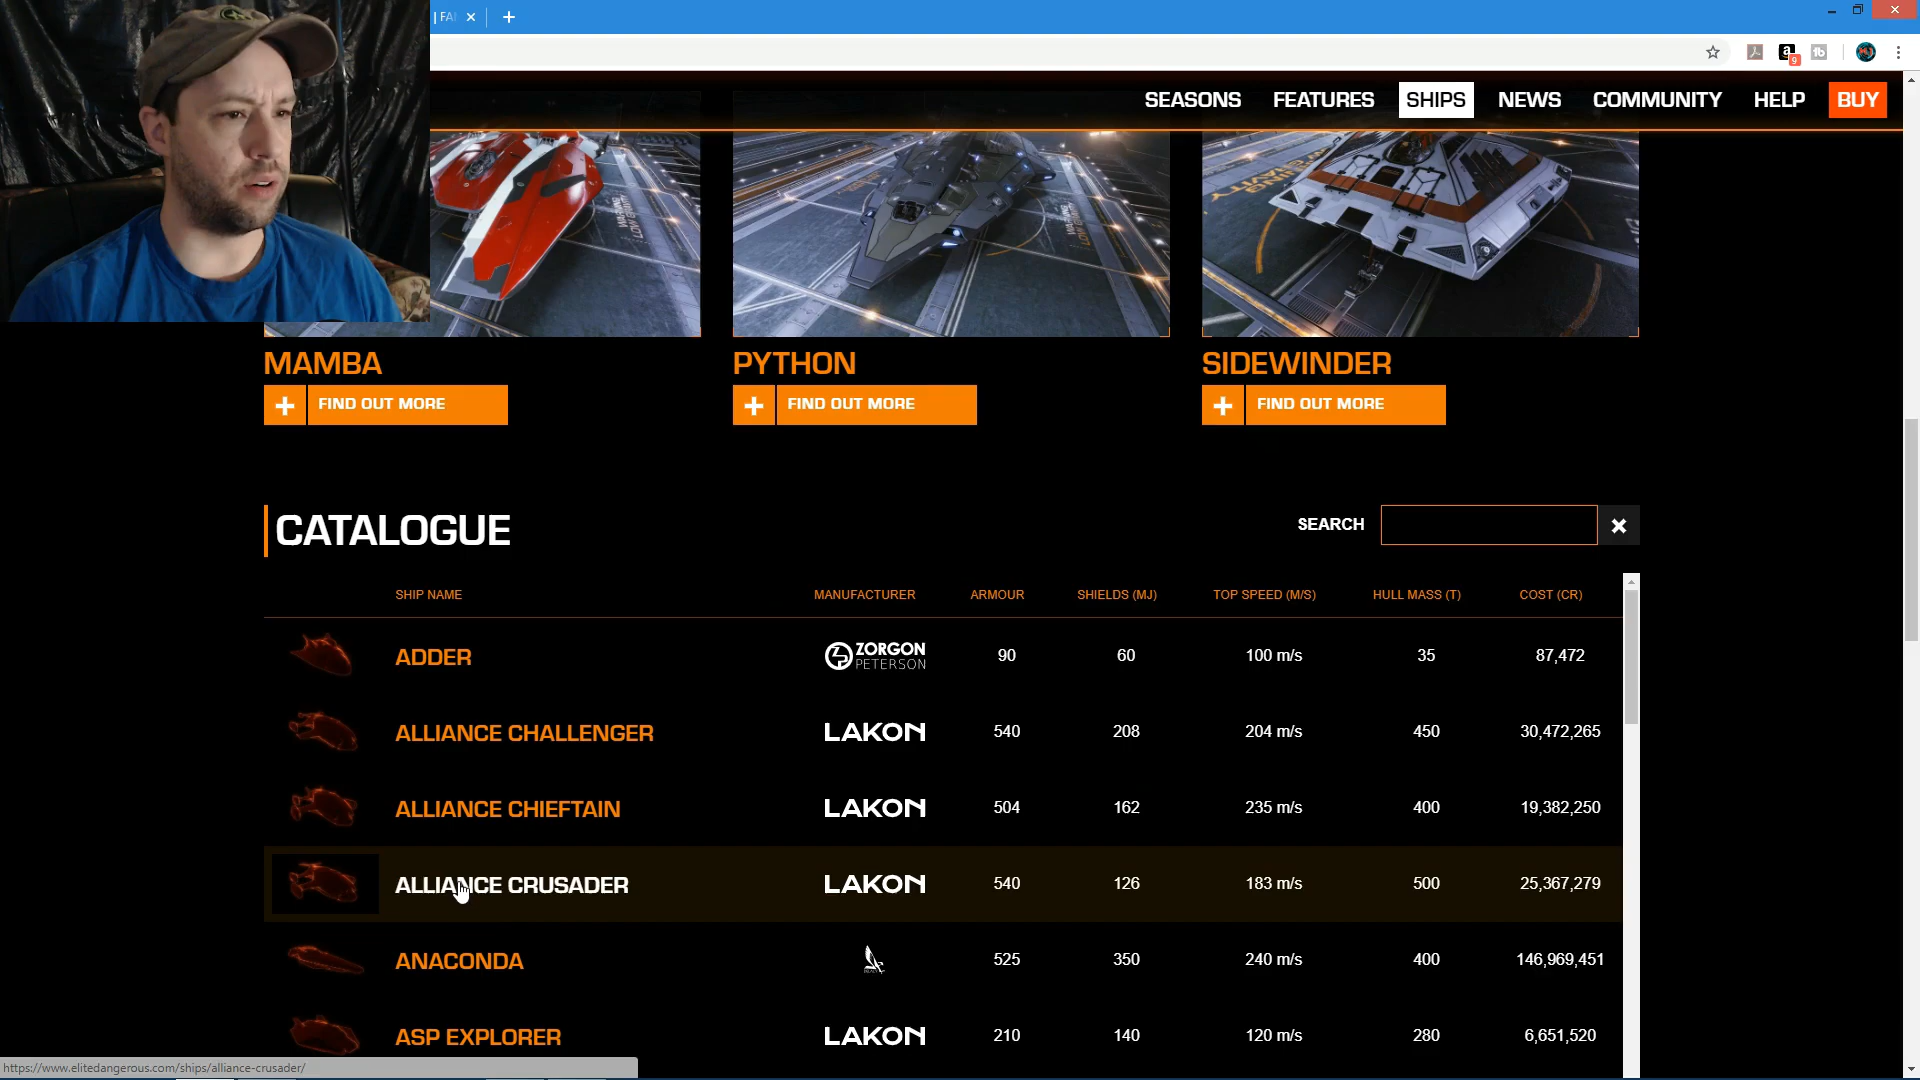 | FA
SEASONS FEATURES SHIPS NEWS COMMUNITY HELP BUY
MAMBA PYTHON SIDEWINDER
FIND OUT MORE FIND OUT MORE FIND OUT MORE
CATALOGUE SEARCH
SHIP NAME MANUFACTURER ARMOUR SHIELDS (MJ) TOP SPEED (M/S) HULL MASS (T) COST (CR)
ADDER ZORGON PETERSON 90 60 100 m/s 35 87,472
ALLIANCE CHALLENGER LAKON 540 208 204 m/s 450 30,472,265
ALLIANCE CHIEFTAIN LAKON 504 162 235 m/s 400 19,382,250
ALLIANCE CRUSADER LAKON 540 126 183 m/s 500 25,367,279
ANACONDA 525 350 240 m/s 400 146,969,451
ASP EXPLORER LAKON 210 140 120 m/s 280 6,651,520
https://www.elitedangerous.com/ships/alliance-crusader/